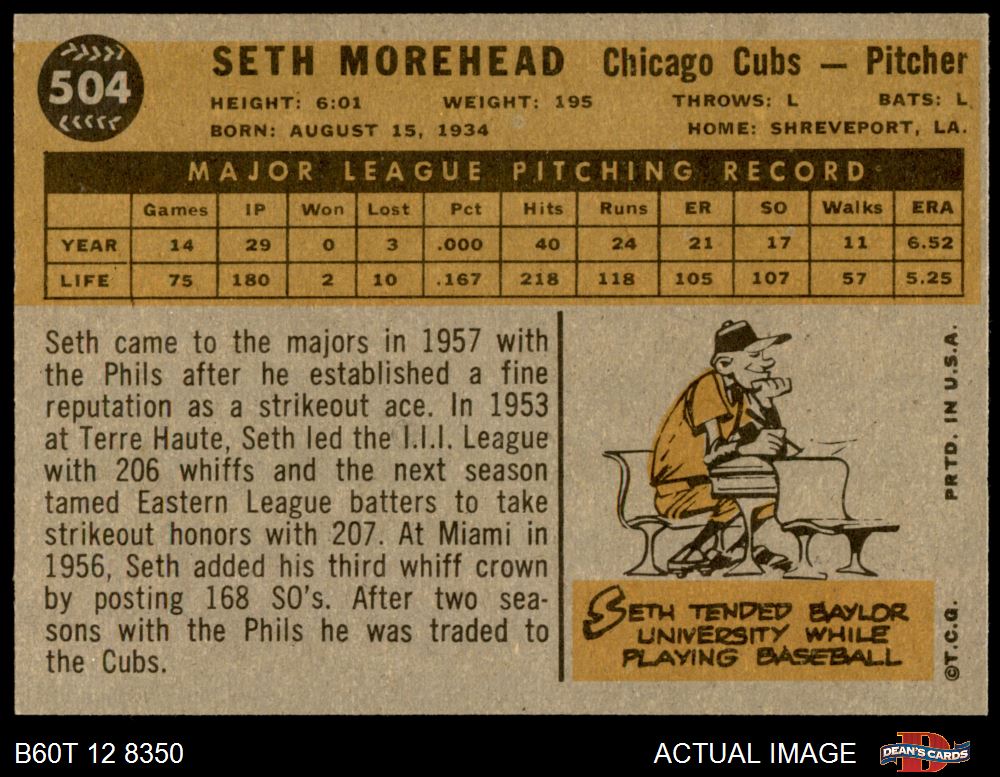 504
SETH MOREHEAD Chicago Cubs — Pitcher
HEIGHT: 6:01 WEIGHT: 195 THROWS: L BATS: L
BORN: AUGUST 15, 1934 HOME: SHREVEPORT, LA.
MAJOR LEAGUE PITCHING RECORD
Games IP Won Lost Pct Hits Runs ER SO Walks ERA
YEAR 14 29 0 3 .000 40 24 21 17 11 6.52
LIFE 75 180 2 10 .167 218 118 105 107 57 5.25
Seth came to the majors in 1957 with
the Phils after he established a fine
reputation as a strikeout ace. In 1953
at Terre Haute, Seth led the I.I.I. League
with 206 whiffs and the next season
tamed Eastern League batters to take
strikeout honors with 207. At Miami in
1956, Seth added his third whiff crown
by posting 168 SO's. After two sea-
sons with the Phils he was traded to
the Cubs.
SETH TENDED BAYLOR
UNIVERSITY WHILE
PLAYING BASEBALL
©T.C.G. PRTD. IN U.S.A.
B60T 12 8350 ACTUAL IMAGE DEAN'S CARDS